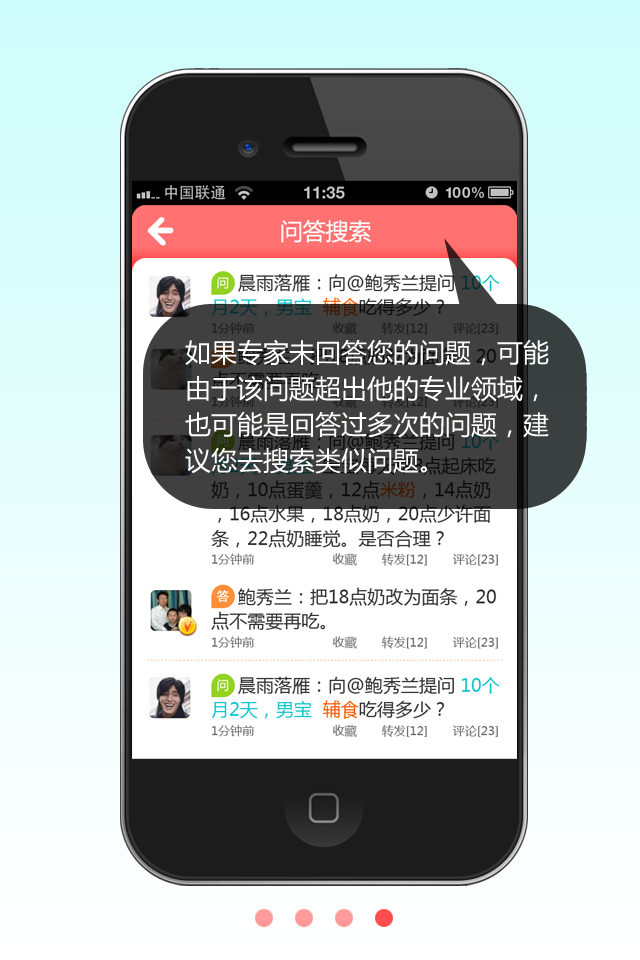 中国联通 11:35 100%
问答搜索
问 晨雨落雁：向@鲍秀兰提问 10个
月2天，男宝 辅食吃得多少？
1分钟前 收藏 转发[12] 评论[23]
如果专家未回答您的问题，可能
由于该问题超出他的专业领域，
也可能是回答过多次的问题，建
议您去搜索类似问题。
晨雨落雁：向@鲍秀兰提问 10个
点起床吃
奶，10点蛋羹，12点米粉，14点奶
，16点水果，18点奶，20点少许面
条，22点奶睡觉。是否合理？
1分钟前 收藏 转发[12] 评论[23]
答 鲍秀兰：把18点奶改为面条，20
点不需要再吃。
1分钟前 收藏 转发[12] 评论[23]
问 晨雨落雁：向@鲍秀兰提问 10个
月2天，男宝 辅食吃得多少？
1分钟前 收藏 转发[12] 评论[23]